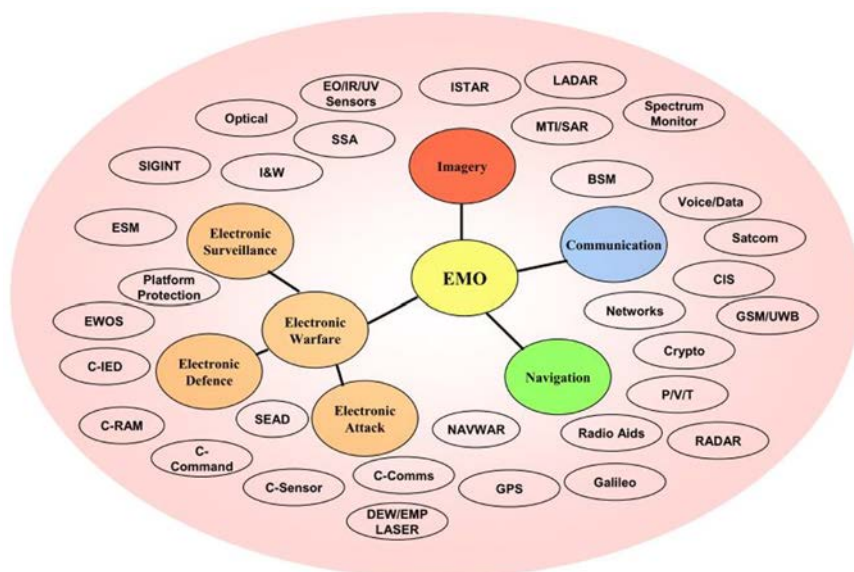 EO/IR/UV
Sensors
ISTAR
LADAR
Spectrum
Monitor
Optical
SSA
MTI/SAR
SIGINT
I&W
Imagery
BSM
Voice/Data
ESM
Electronic
Surveillance
Communication
Satcom
Platform
Protection
EMO
CIS
EWOS
Electronic
Warfare
Networks
GSM/UWB
C-IED
Electronic
Defence
Navigation
Crypto
P/V/T
C-RAM
SEAD
Electronic
Attack
NAVWAR
Radio Aids
RADAR
C-
Command
C-Sensor
C-Comms
GPS
Galileo
DEW/EMP
LASER